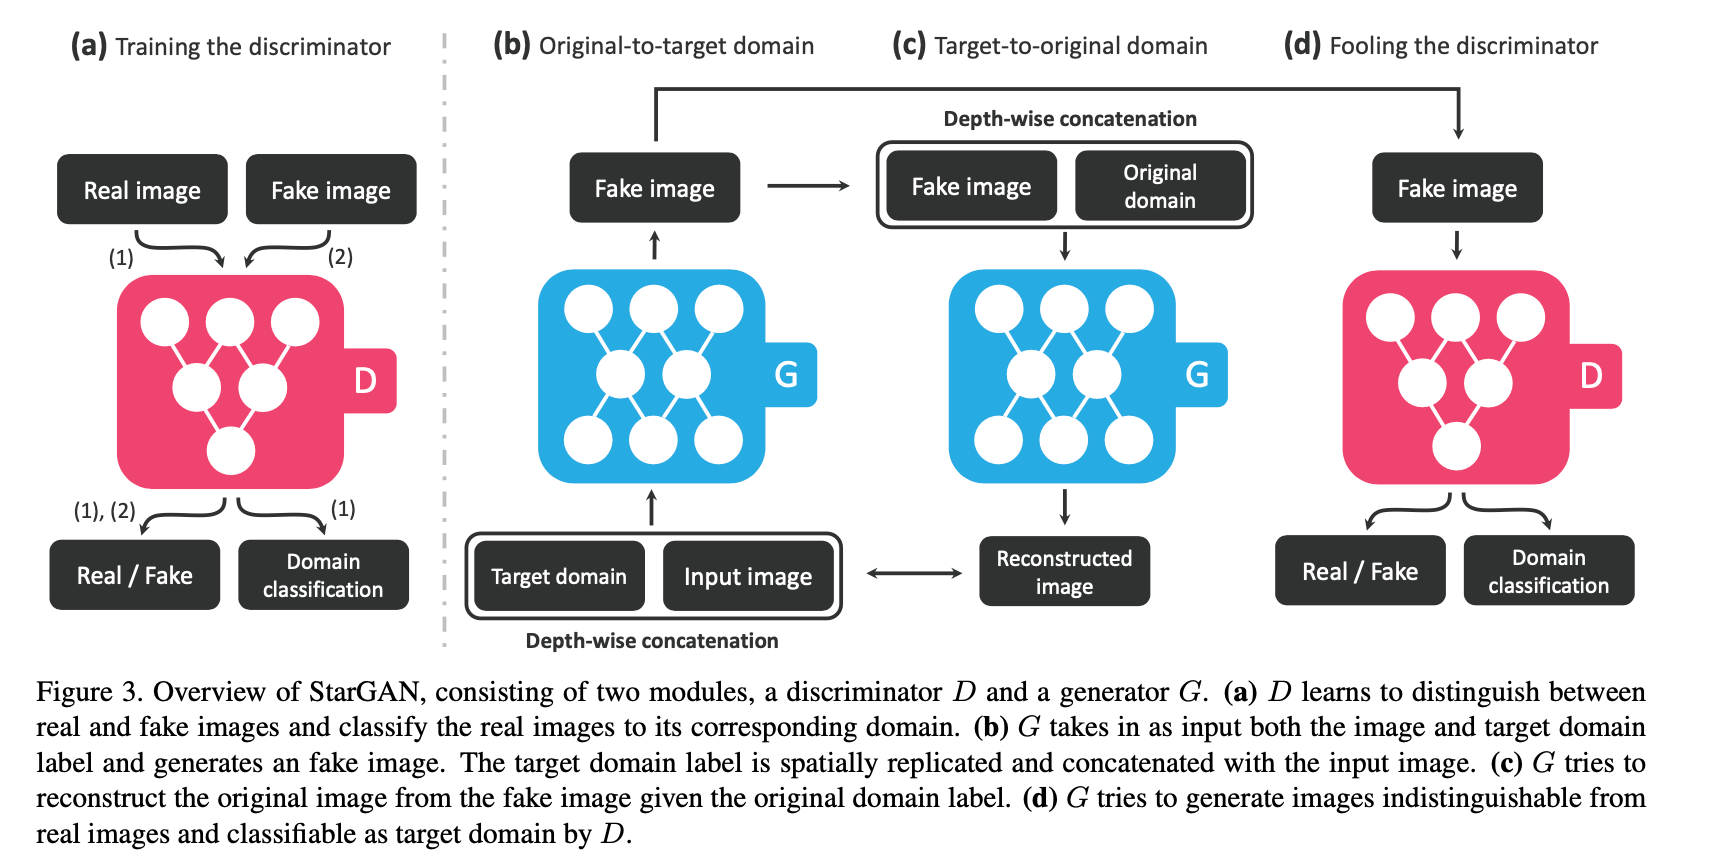 (a) Training the discriminator
(b) Original-to-target domain
(c) Target-to-original domain
(d) Fooling the discriminator
Real image
Fake image
(1)
(2)
D
(1), (2)
(1)
Real / Fake
Domain
classification
Fake image
G
Target domain
Input image
Depth-wise concatenation
Depth-wise concatenation
Fake image
Original
domain
G
Reconstructed
image
Fake image
D
Real / Fake
Domain
classification
Figure 3. Overview of StarGAN, consisting of two modules, a discriminator D and a generator G. (a) D learns to distinguish between
real and fake images and classify the real images to its corresponding domain. (b) G takes in as input both the image and target domain
label and generates an fake image. The target domain label is spatially replicated and concatenated with the input image. (c) G tries to
reconstruct the original image from the fake image given the original domain label. (d) G tries to generate images indistinguishable from
real images and classifiable as target domain by D.